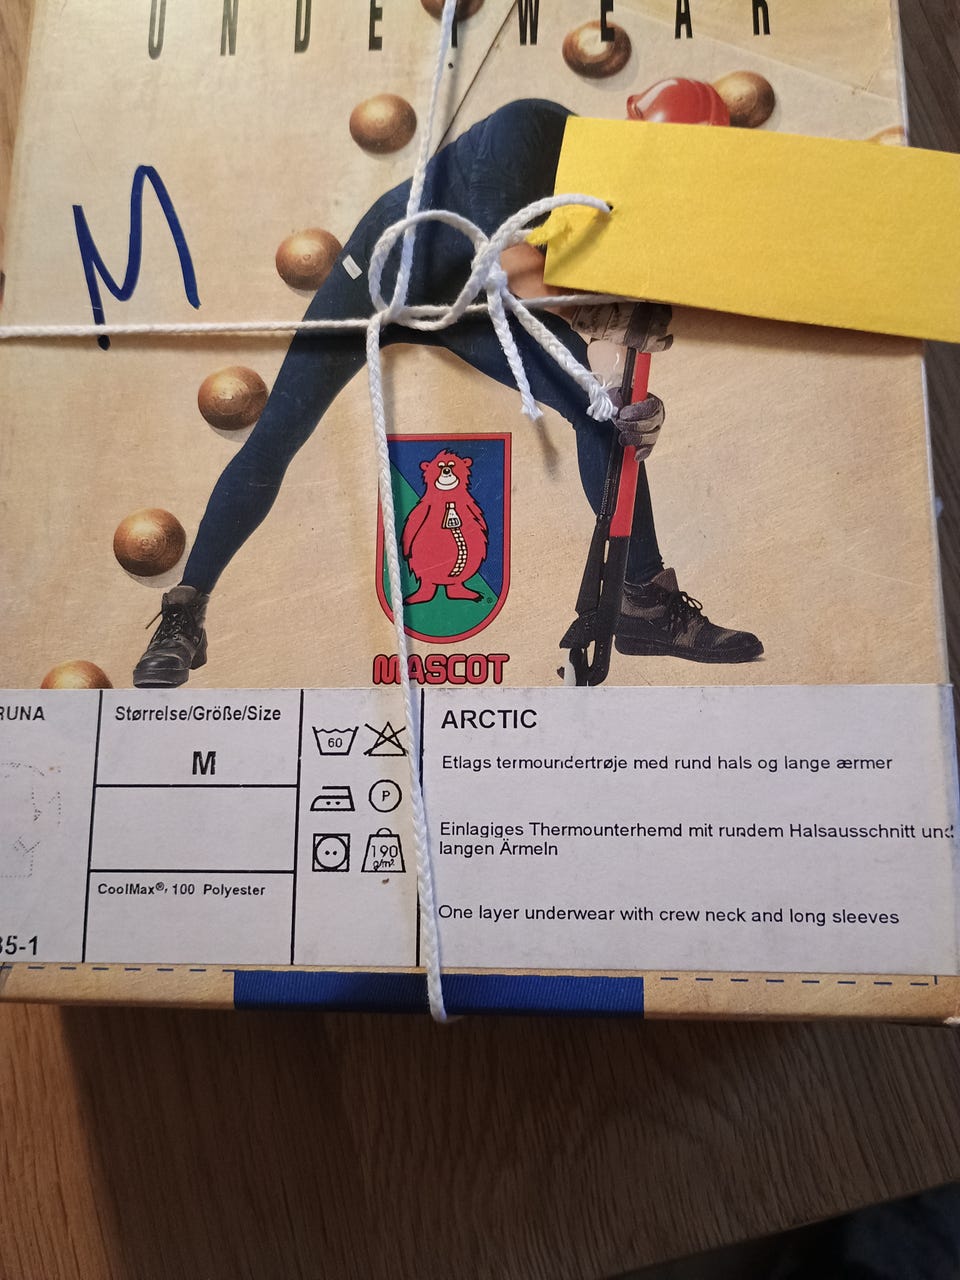 UNDERWEAR
M
MASCOT
RUNA
Størrelse/Größe/Size
M
CoolMax®, 100 Polyester
35-1
60
P
190
g/m²
ARCTIC
Etlags termoundertrøje med rund hals og lange ærmer
Einlagiges Thermounterhemd mit rundem Halsausschnitt und
langen Ärmeln
One layer underwear with crew neck and long sleeves